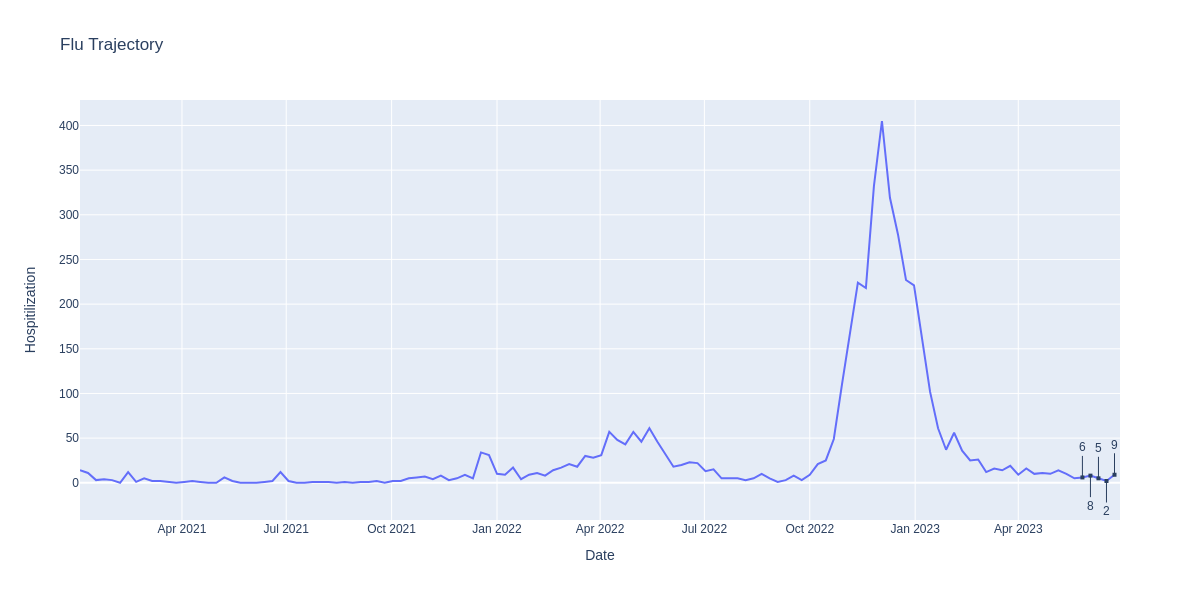 Flu Trajectory
Hospitilization
400
350
300
250
200
150
100
50
0
6
8
5
2
9
Apr 2021
Jul 2021
Oct 2021
Jan 2022
Apr 2022
Jul 2022
Oct 2022
Jan 2023
Apr 2023
Date